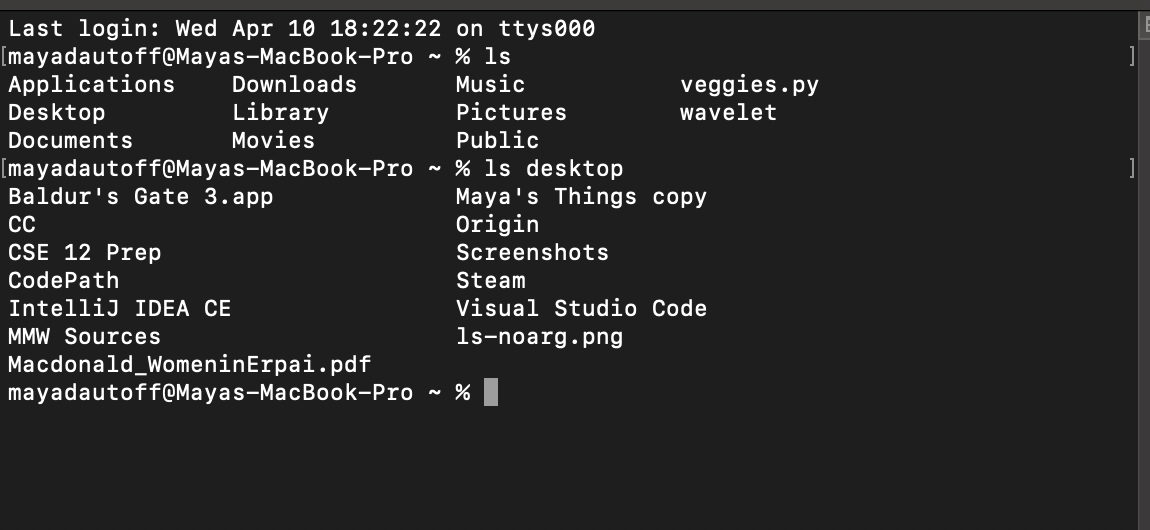 Last login: Wed Apr 10 18:22:22 on ttys000
[mayadautoff@Mayas-MacBook-Pro ~ % ls ]
Applications Downloads Music veggies.py
Desktop Library Pictures wavelet
Documents Movies Public
[mayadautoff@Mayas-MacBook-Pro ~ % ls desktop ]
Baldur's Gate 3.app Maya's Things copy
CC Origin
CSE 12 Prep Screenshots
CodePath Steam
IntelliJ IDEA CE Visual Studio Code
MMW Sources ls-noarg.png
Macdonald_WomeninErpai.pdf
mayadautoff@Mayas-MacBook-Pro ~ %